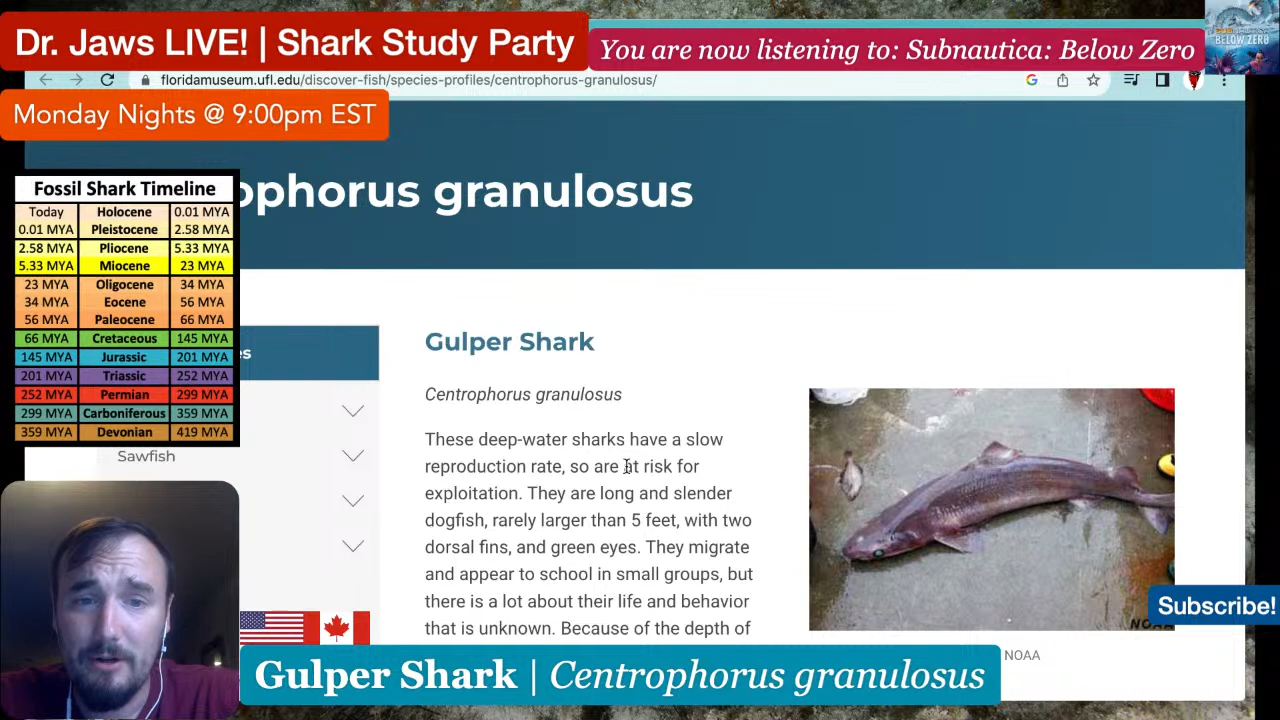 Dr. Jaws LIVE! | Shark Study Party
You are now listening to: Subnautica: Below Zero
BELOW ZERO
floridamuseum.ufl.edu/discover-fish/species-profiles/centrophorus-granulosus/
Monday Nights @ 9:00pm EST
ophorus granulosus
Fossil Shark Timeline
Today Holocene 0.01 MYA
0.01 MYA Pleistocene 2.58 MYA
2.58 MYA Pliocene 5.33 MYA
5.33 MYA Miocene 23 MYA
23 MYA Oligocene 34 MYA
34 MYA Eocene 56 MYA
56 MYA Paleocene 66 MYA
66 MYA Cretaceous 145 MYA
145 MYA Jurassic 201 MYA
201 MYA Triassic 252 MYA
252 MYA Permian 299 MYA
299 MYA Carboniferous 359 MYA
359 MYA Devonian 419 MYA
es
Sawfish
Gulper Shark
Centrophorus granulosus
These deep-water sharks have a slow
reproduction rate, so are at risk for
exploitation. They are long and slender
dogfish, rarely larger than 5 feet, with two
dorsal fins, and green eyes. They migrate
and appear to school in small groups, but
there is a lot about their life and behavior
that is unknown. Because of the depth of
NOAA
NOAA
Subscribe!
Gulper Shark | Centrophorus granulosus